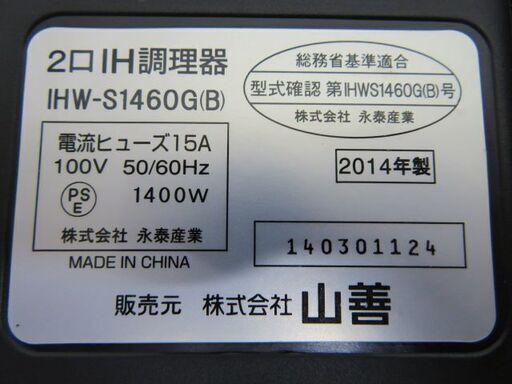 2口IH調理器
IHW-S1460G(B)
総務省基準適合
型式確認 第IHWS1460G(B)号
株式会社 永泰産業
電流ヒューズ15A
100V 50/60Hz
PS
E
1400W
株式会社 永泰産業
2014年製
140301124
MADE IN CHINA
販売元 株式会社 山善